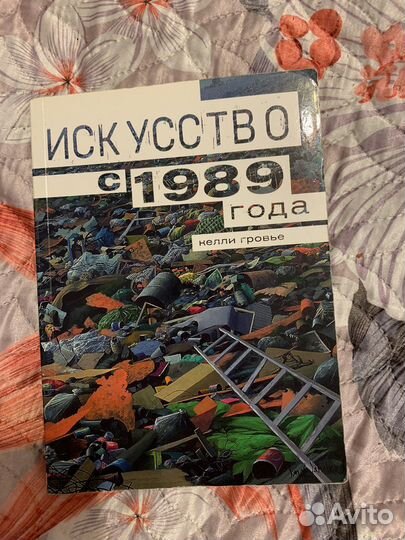 ИСКУССТВО
с 1989
года
келли гровье
Avito